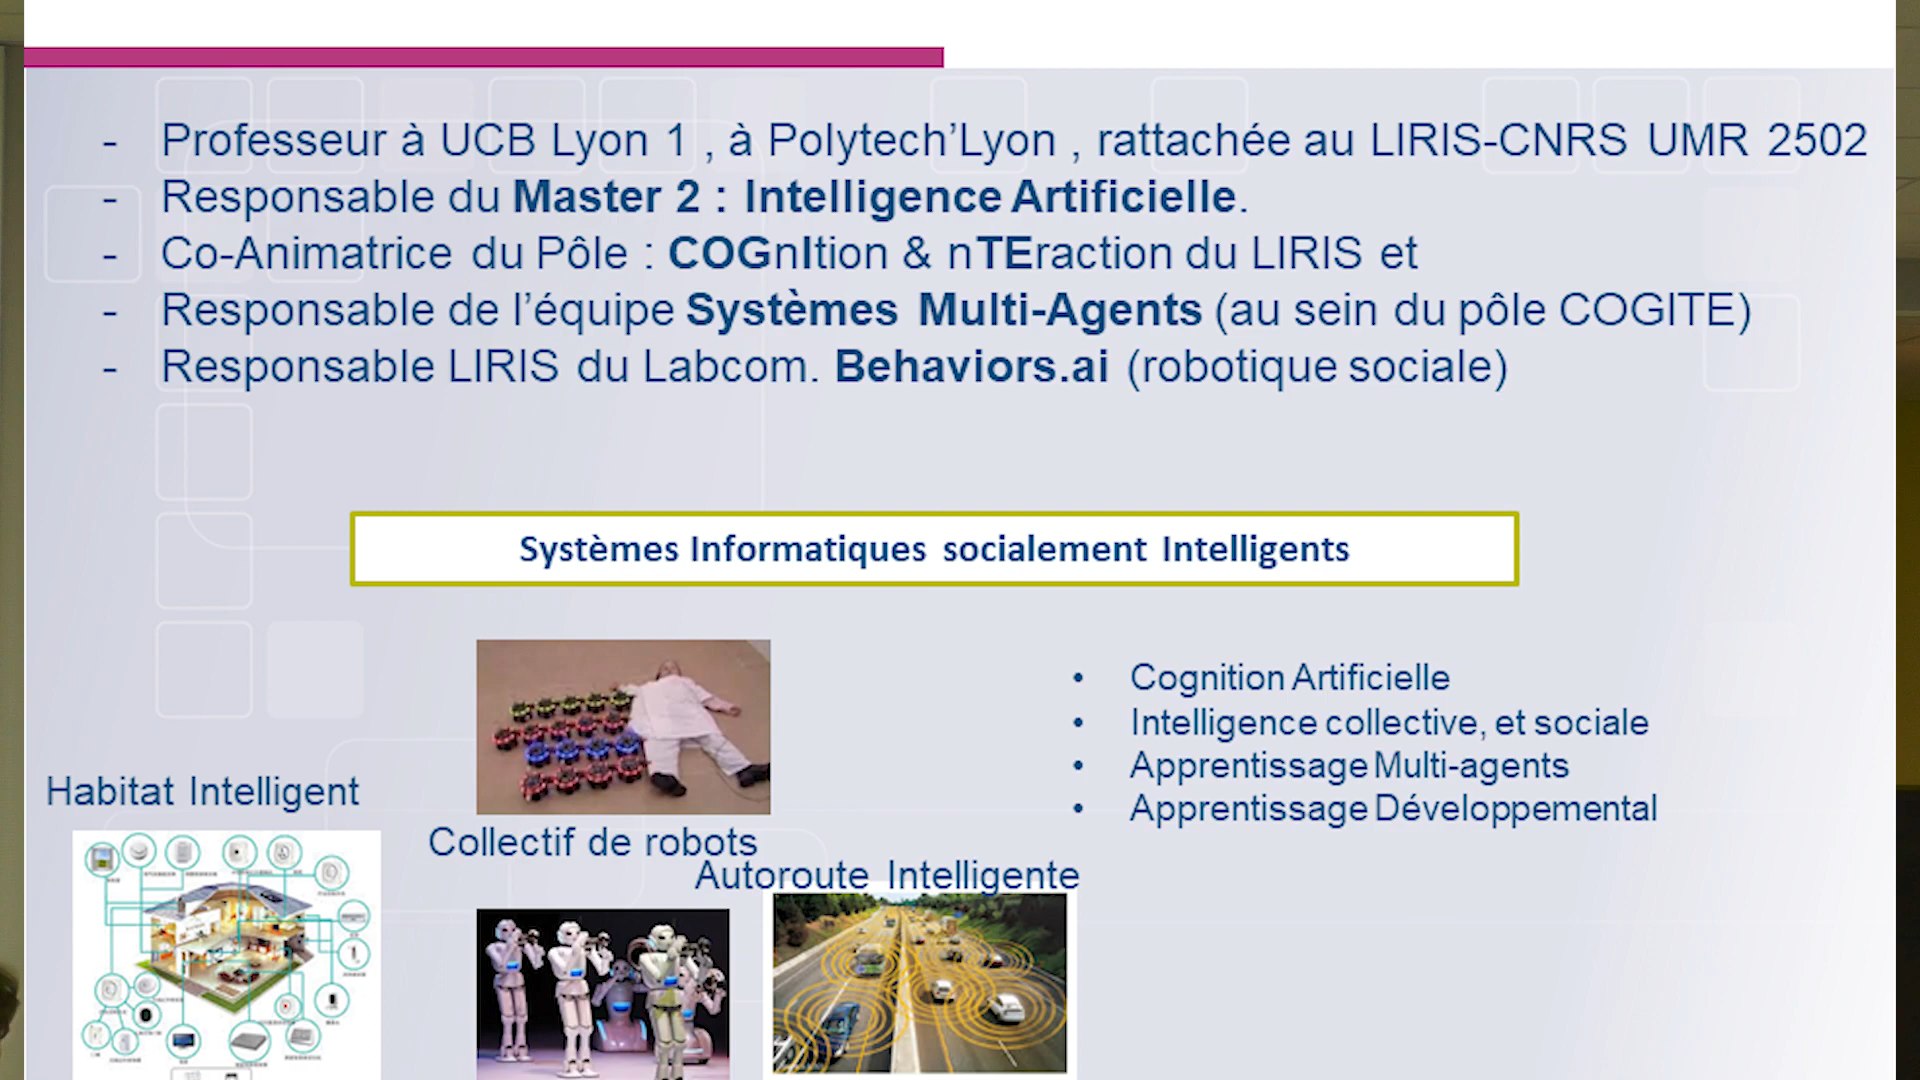 - Professeur à UCB Lyon 1 , à Polytech’Lyon , rattachée au LIRIS-CNRS UMR 2502
- Responsable du Master 2 : Intelligence Artificielle.
- Co-Animatrice du Pôle : COGnItion & nTEraction du LIRIS et
- Responsable de l’équipe Systèmes Multi-Agents (au sein du pôle COGITE)
- Responsable LIRIS du Labcom. Behaviors.ai (robotique sociale)
Systèmes Informatiques socialement Intelligents
• Cognition Artificielle
• Intelligence collective, et sociale
• Apprentissage Multi-agents
• Apprentissage Développemental
Habitat Intelligent
Collectif de robots
Autoroute Intelligente